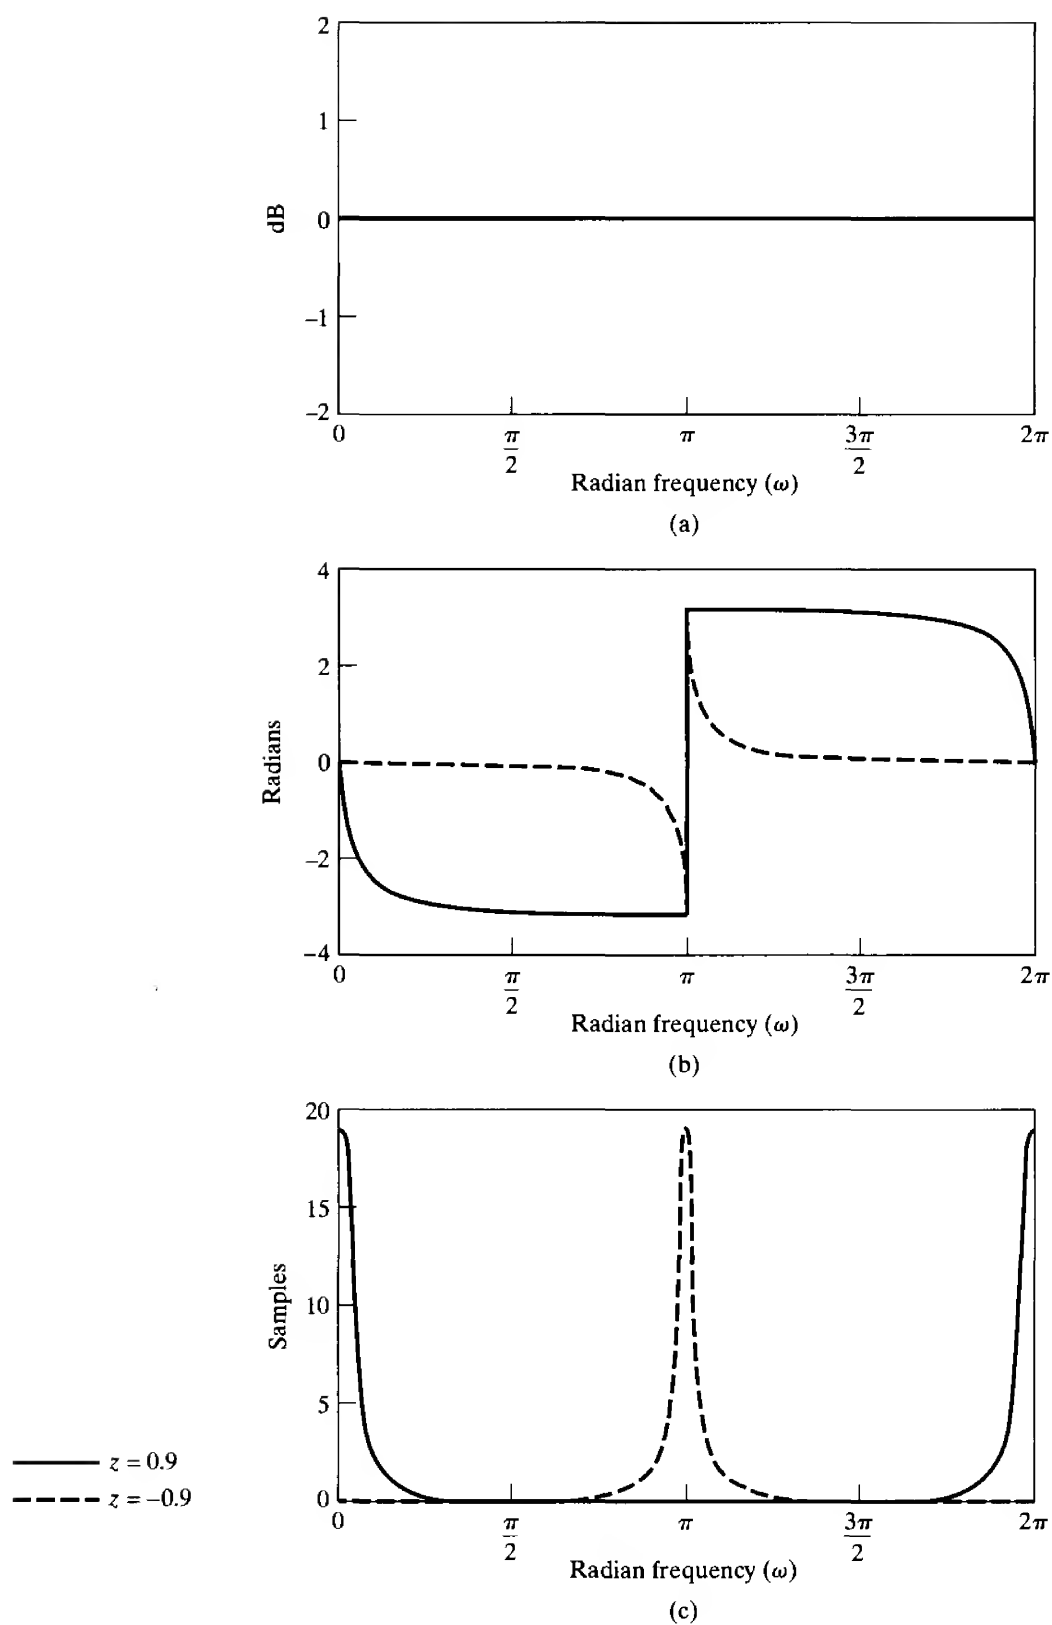 2
1
0
−1
−2
dB
0
π/2
π
3π/2
2π
Radian frequency (ω)
(a)
4
2
0
−2
−4
Radians
0
π/2
π
3π/2
2π
Radian frequency (ω)
(b)
20
15
10
5
0
Samples
z = 0.9
z = −0.9
0
π/2
π
3π/2
2π
Radian frequency (ω)
(c)